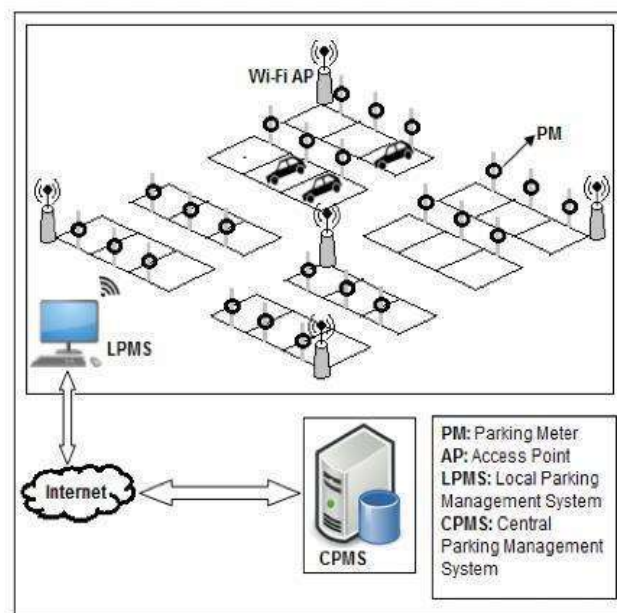 Wi-Fi AP
PM
LPMS
Internet
CPMS
PM: Parking Meter
AP: Access Point
LPMS: Local Parking
Management System
CPMS: Central
Parking Management
System